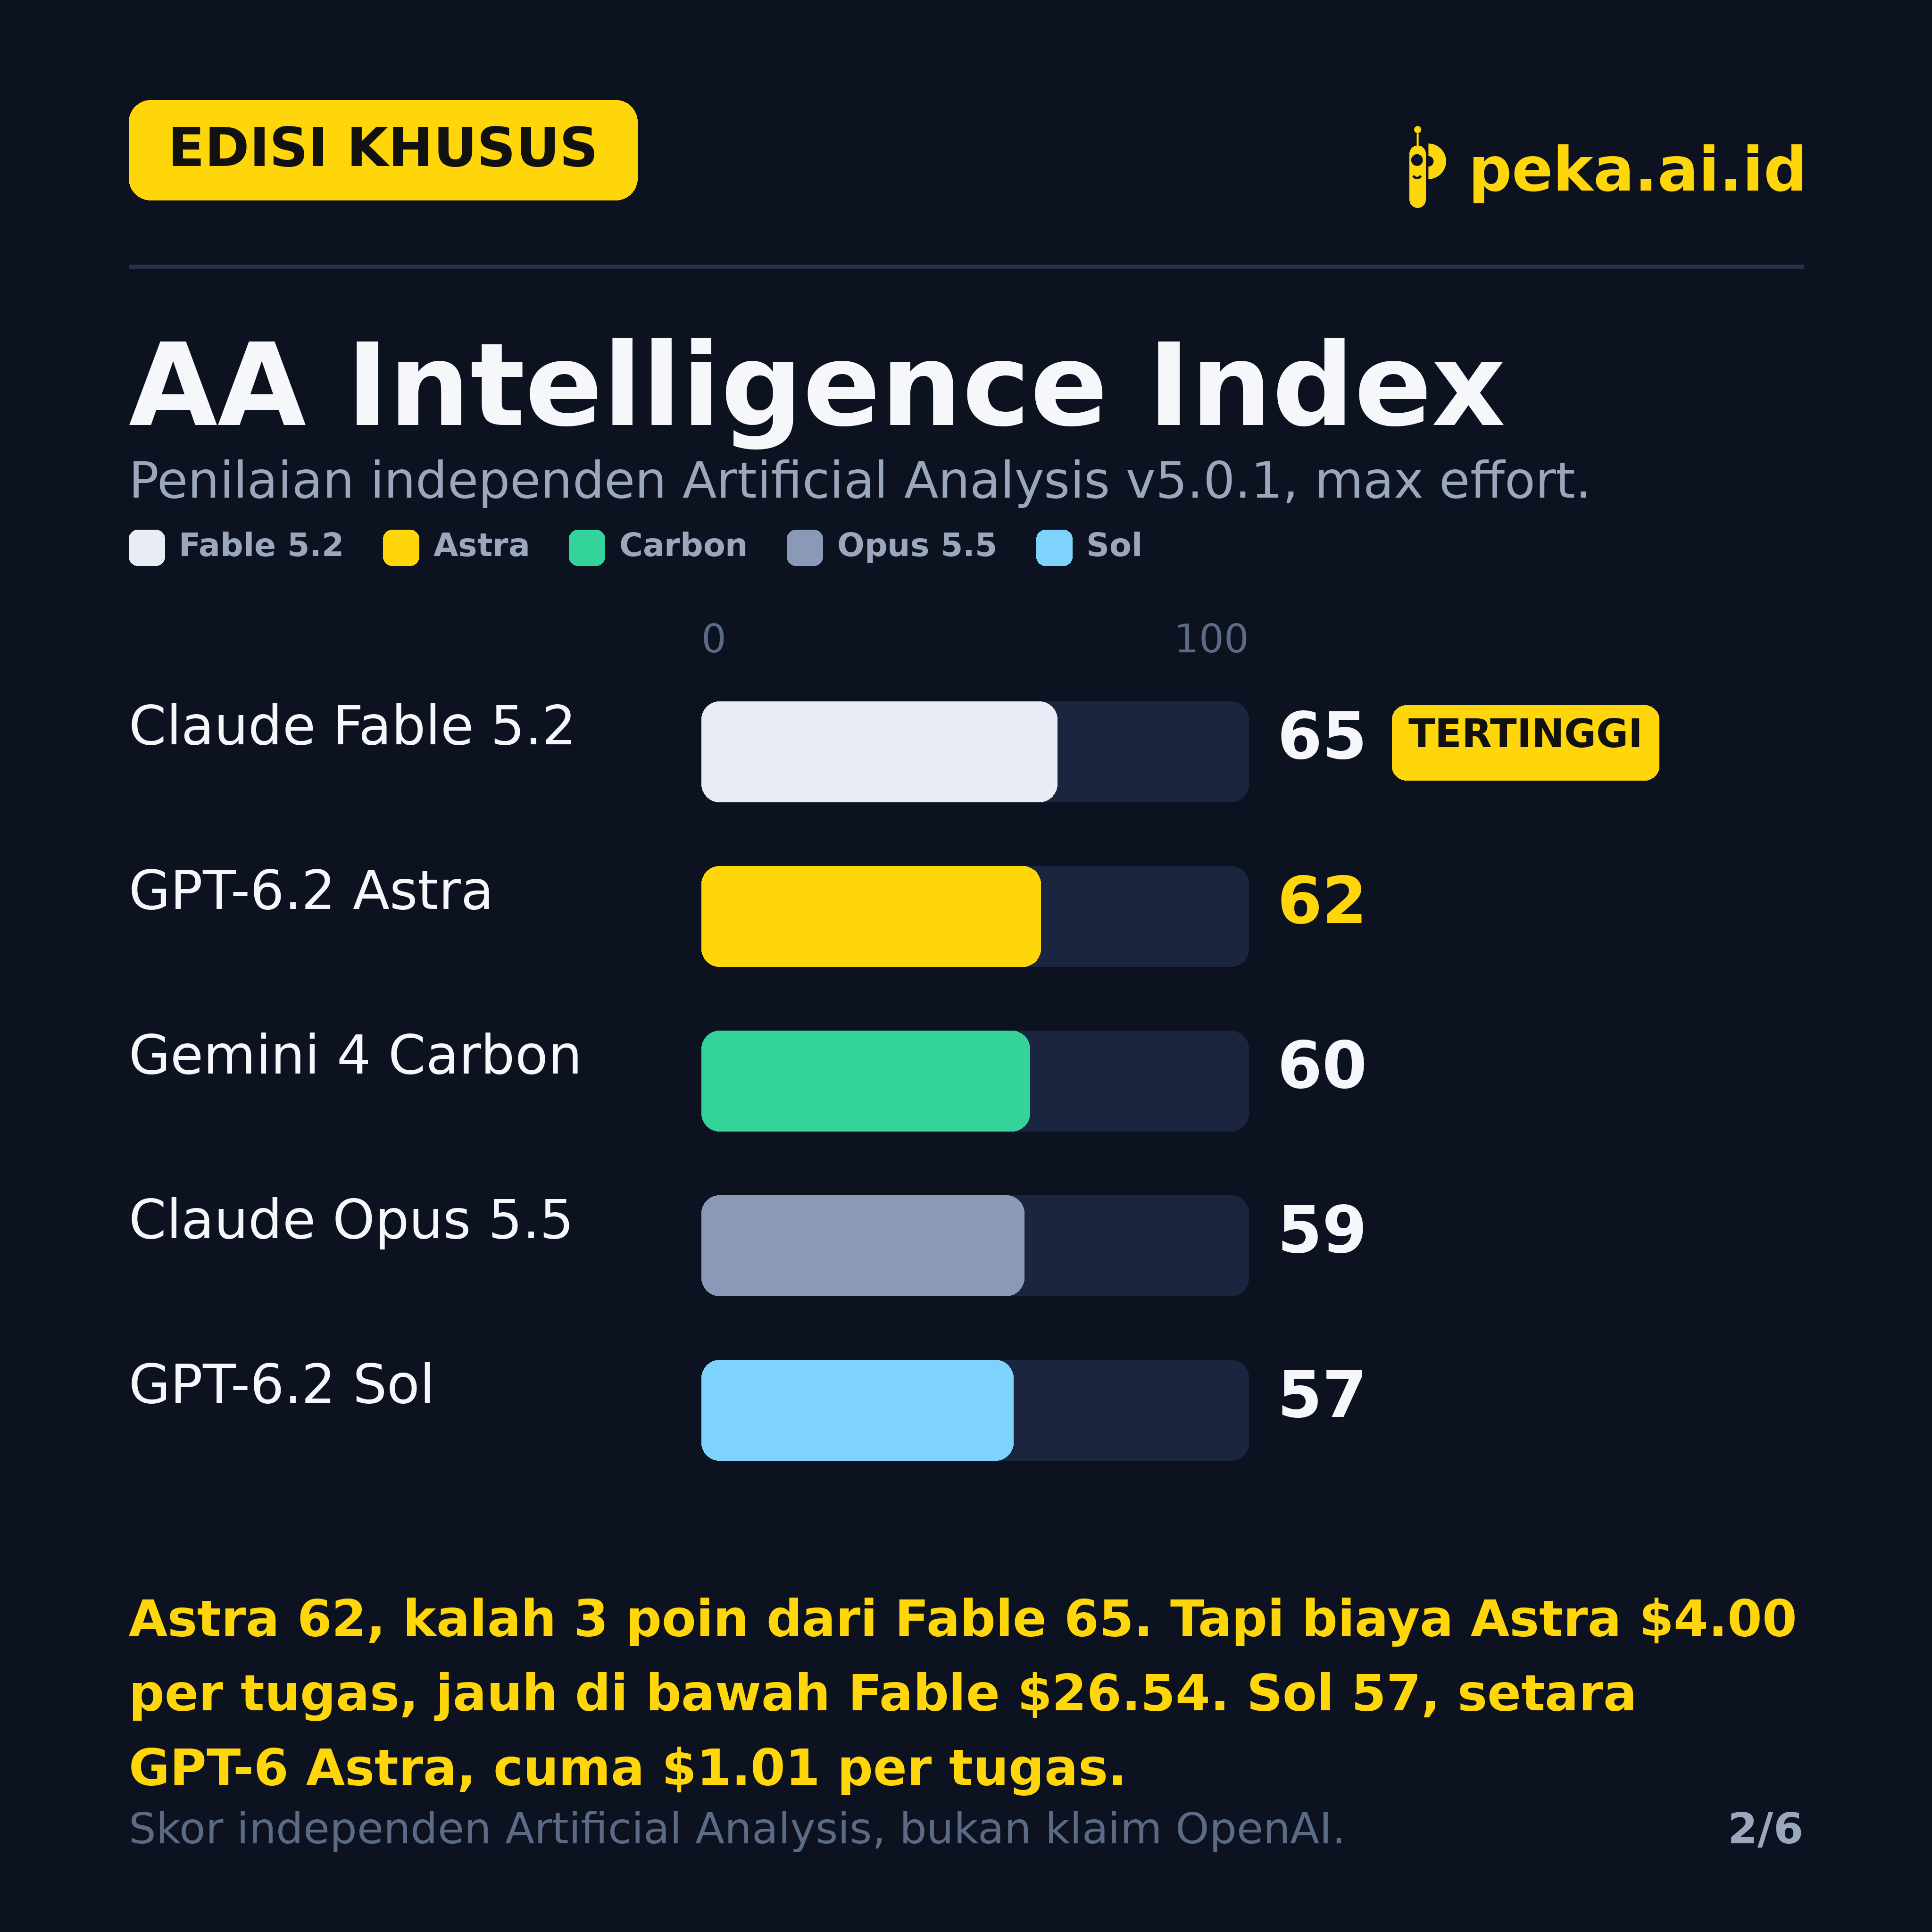 EDISI KHUSUS
peka.ai.id
AA Intelligence Index
Penilaian independen Artificial Analysis v5.0.1, max effort.
Fable 5.2 Astra Carbon Opus 5.5 Sol
0 100
Claude Fable 5.2 65 TERTINGGI
GPT-6.2 Astra 62
Gemini 4 Carbon 60
Claude Opus 5.5 59
GPT-6.2 Sol 57
Astra 62, kalah 3 poin dari Fable 65. Tapi biaya Astra $4.00
per tugas, jauh di bawah Fable $26.54. Sol 57, setara
GPT-6 Astra, cuma $1.01 per tugas.
Skor independen Artificial Analysis, bukan klaim OpenAI.
2/6